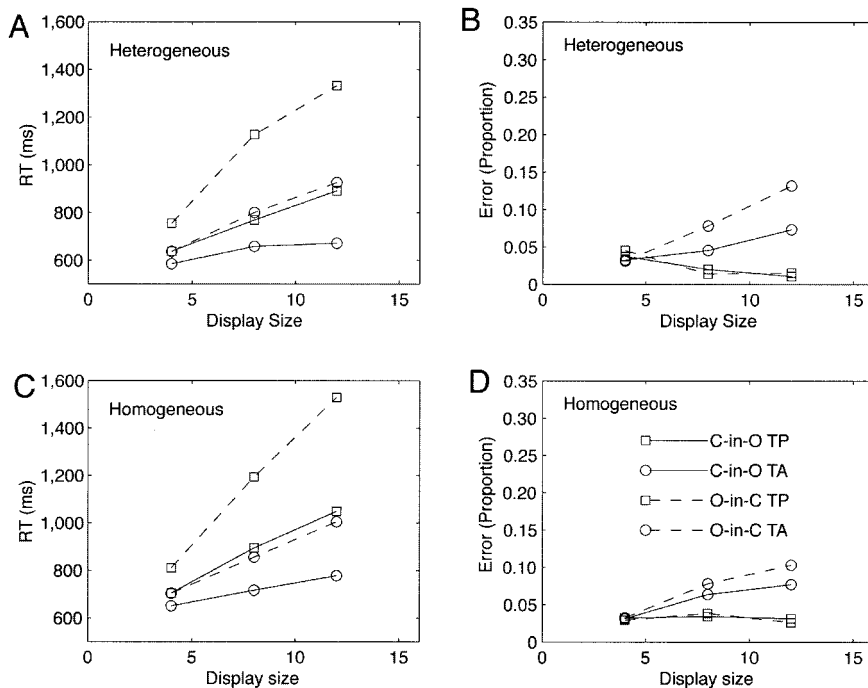 A
Heterogeneous
1,600
1,400
1,200
1,000
800
600
RT (ms)
0 5 10 15
Display Size
B
Heterogeneous
0.35
0.30
0.25
0.20
0.15
0.10
0.05
0
Error (Proportion)
0 5 10 15
Display Size
C
Homogeneous
1,600
1,400
1,200
1,000
800
600
RT (ms)
0 5 10 15
Display size
D
Homogeneous
0.35
0.30
0.25
0.20
0.15
0.10
0.05
0
Error (Proportion)
C-in-O TP
C-in-O TA
O-in-C TP
O-in-C TA
0 5 10 15
Display size